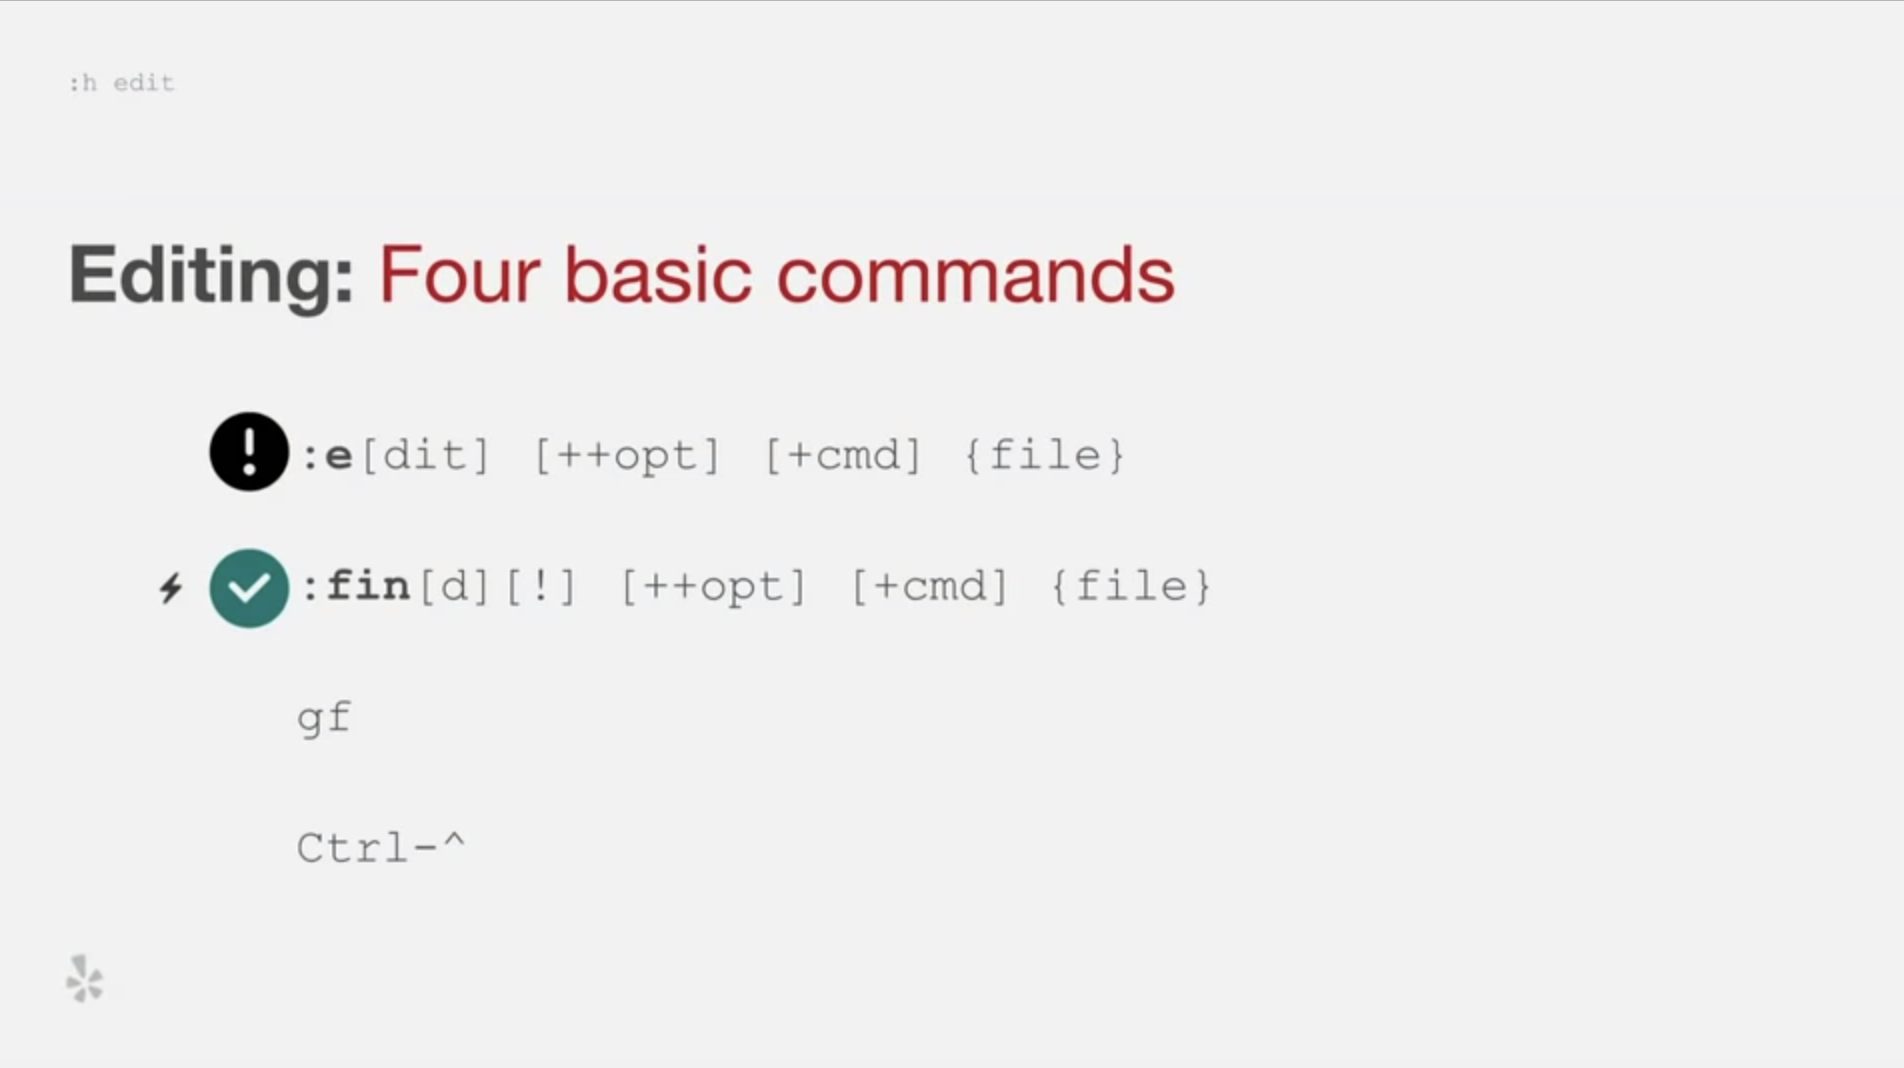 :h edit
Editing: Four basic commands
:e[dit] [++opt] [+cmd] {file}
:fin[d][!] [++opt] [+cmd] {file}
gf
Ctrl-^